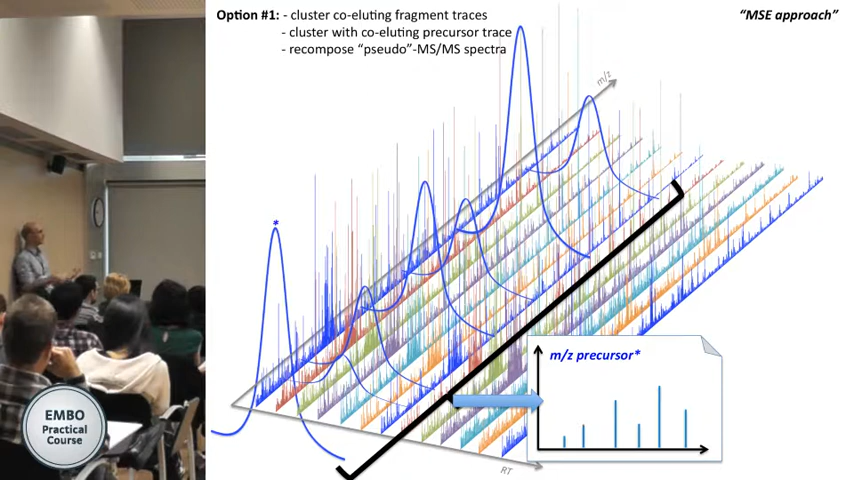 Option #1: - cluster co-eluting fragment traces
- cluster with co-eluting precursor trace
- recompose “pseudo”-MS/MS spectra
“MSE approach”
m/z
*
m/z precursor*
RT
EMBO
Practical
Course